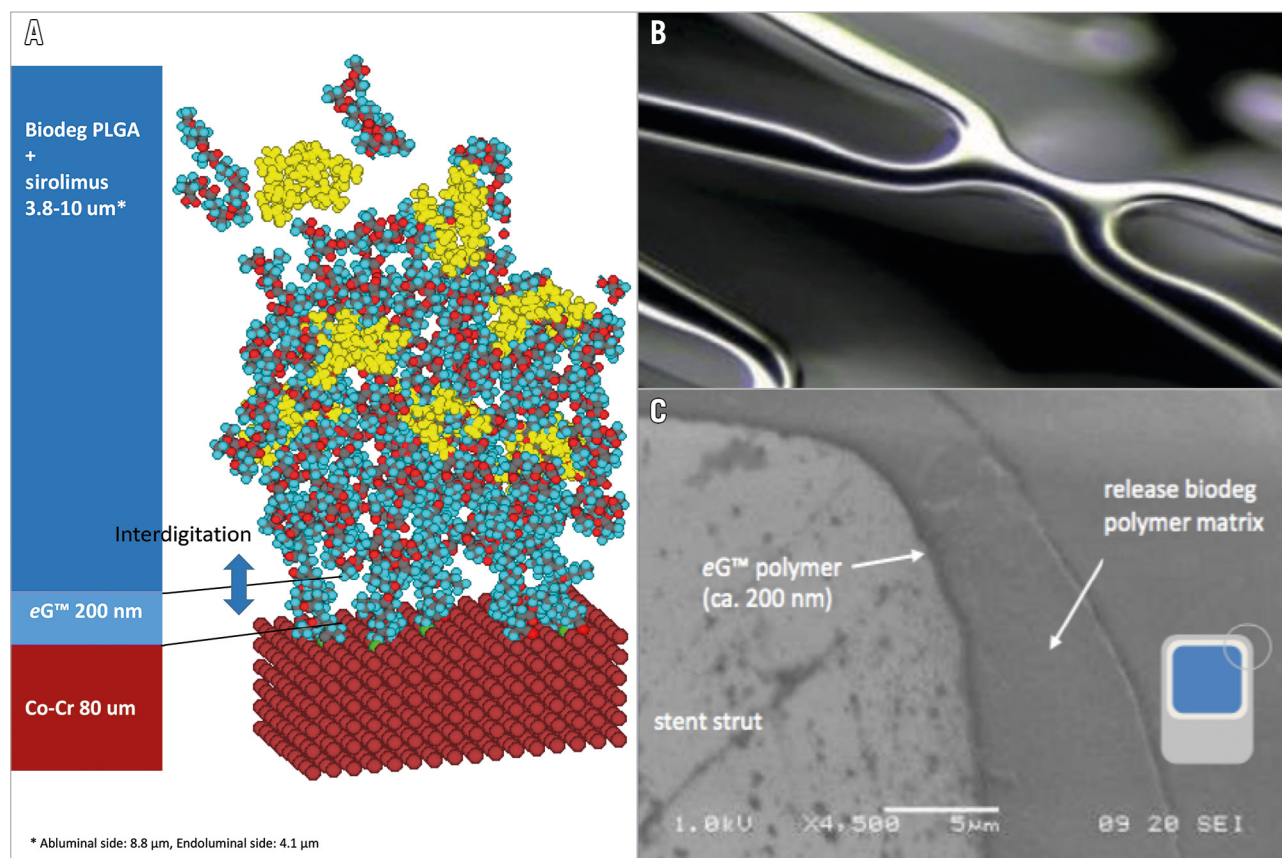 A
Biodeg PLGA
+
sirolimus
3.8-10 um*
Interdigitation
eG™ 200 nm
Co-Cr 80 um
* Abluminal side: 8.8 µm, Endoluminal side: 4.1 µm
B
C
release biodeg
polymer matrix
eG™ polymer
(ca. 200 nm)
stent strut
1.0kV X4,500 5µm 09 20 SEI